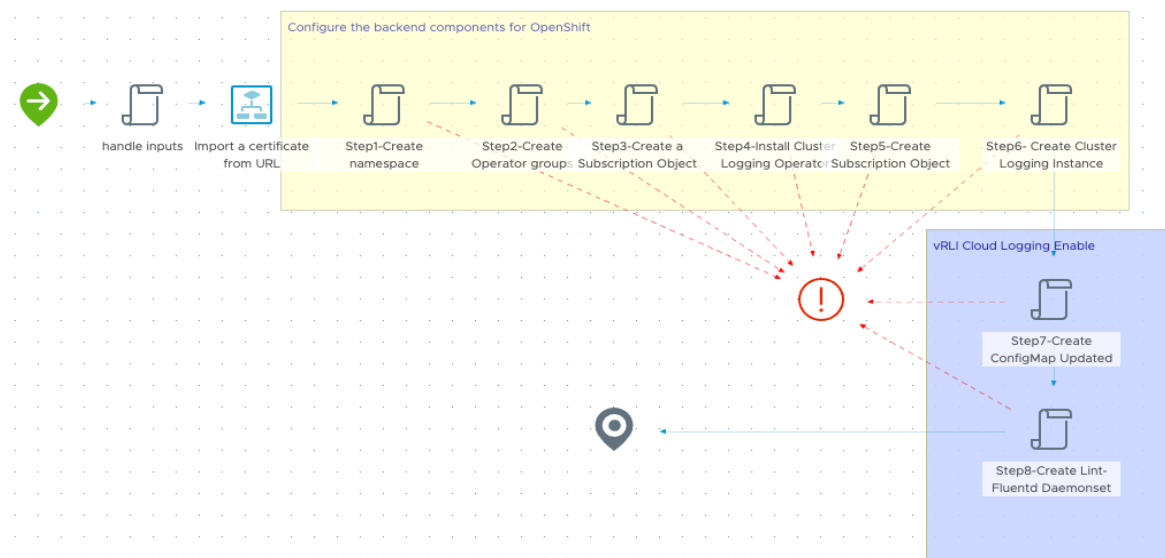 Configure the backend components for OpenShift
handle inputs
Import a certificate
from URL
Step1-Create
namespace
Step2-Create
Operator groups
Step3-Create a
Subscription Object
Step4-Install Cluster
Logging Operator
Step5-Create
Subscription Object
Step6- Create Cluster
Logging Instance
vRLI Cloud Logging Enable
Step7-Create
ConfigMap Updated
Step8-Create Lint-
Fluentd Daemonset